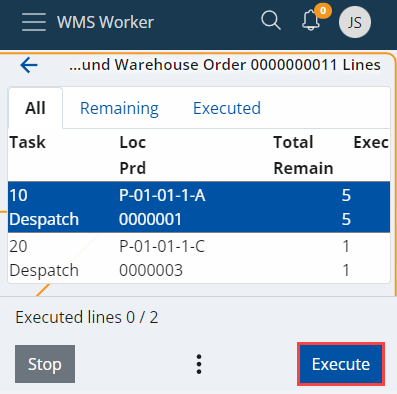 WMS Worker
0
JS
...und Warehouse Order 0000000011 Lines
All Remaining Executed
Task Loc Total Exec
Prd Remain
10 P-01-01-1-A 5
Despatch 0000001 5
20 P-01-01-1-C 1
Despatch 0000003 1
Executed lines 0 / 2
Stop Execute